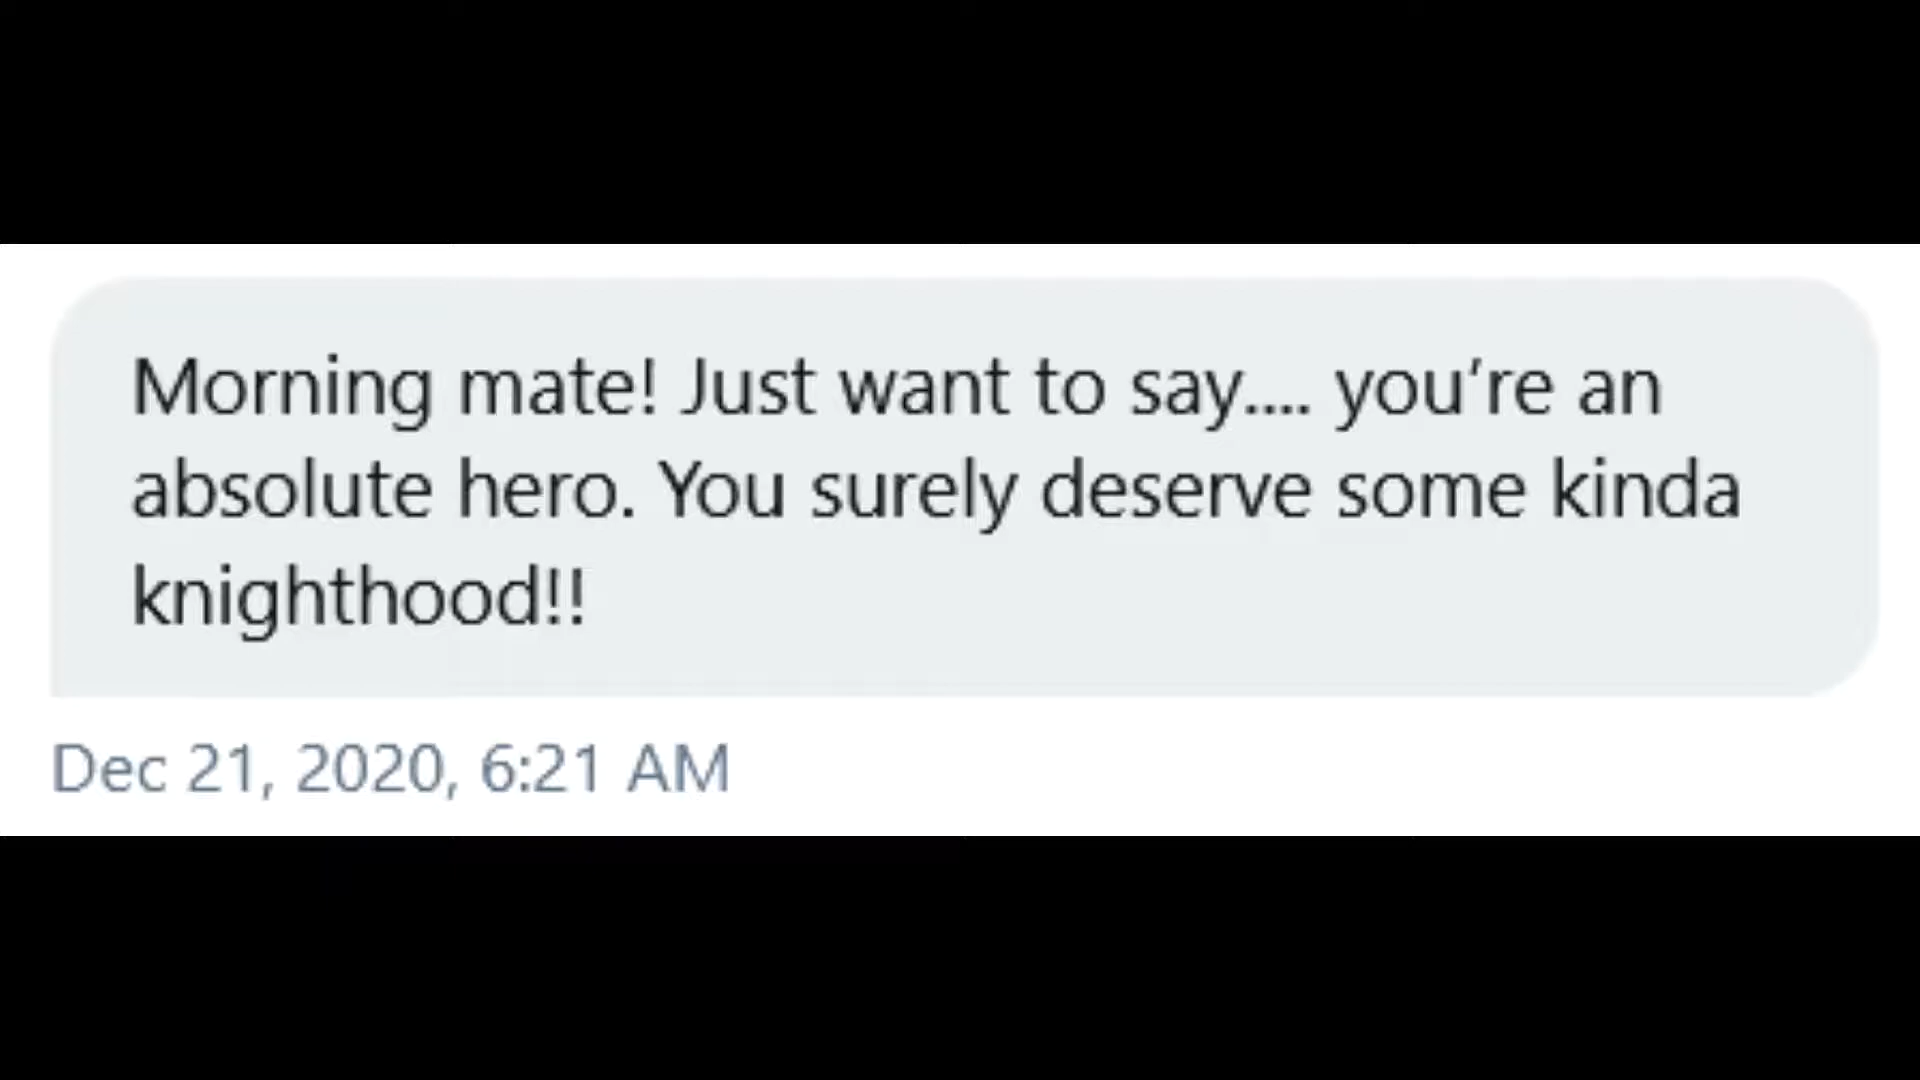 Morning mate! Just want to say.... you’re an
absolute hero. You surely deserve some kinda
knighthood!!
Dec 21, 2020, 6:21 AM